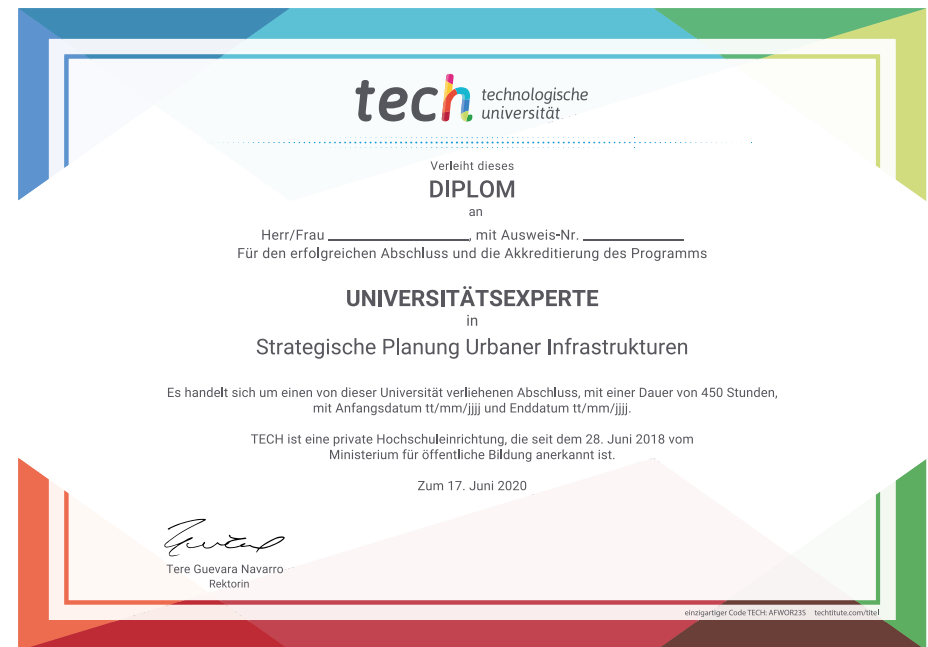 tech technologische
universität
Verleiht dieses
DIPLOM
an
Herr/Frau ____________________, mit Ausweis-Nr. ______________
Für den erfolgreichen Abschluss und die Akkreditierung des Programms
UNIVERSITÄTSEXPERTE
in
Strategische Planung Urbaner Infrastrukturen
Es handelt sich um einen von dieser Universität verliehenen Abschluss, mit einer Dauer von 450 Stunden,
mit Anfangsdatum tt/mm/jjjj und Enddatum tt/mm/jjjj.
TECH ist eine private Hochschuleinrichtung, die seit dem 28. Juni 2018 vom
Ministerium für öffentliche Bildung anerkannt ist.
Zum 17. Juni 2020
Tere Guevara Navarro
Rektorin
einzigartiger Code TECH: AFWOR23S techtitute.com/titel